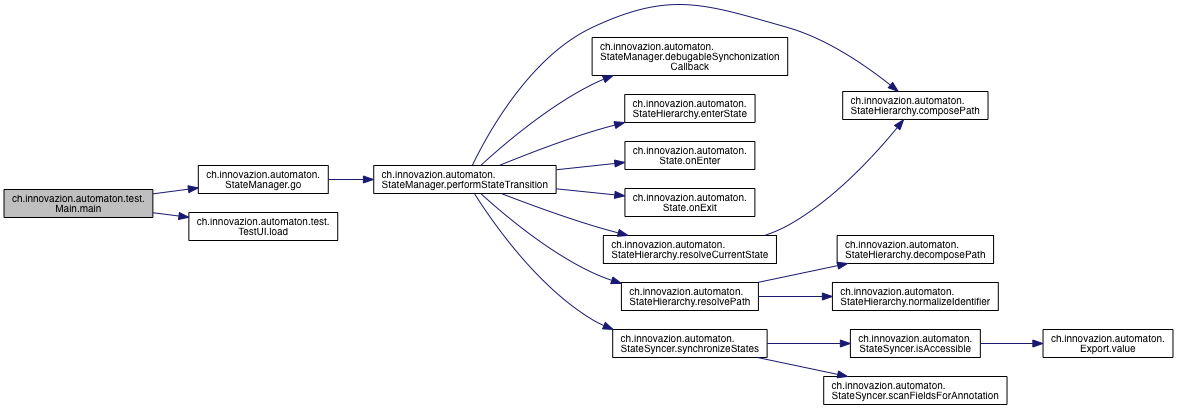 ch.innovazion.automaton.test.
Main.main
ch.innovazion.automaton.
StateManager.go
ch.innovazion.automaton.test.
TestUI.load
ch.innovazion.automaton.
StateManager.performStateTransition
ch.innovazion.automaton.
StateManager.debugableSynchonization
Callback
ch.innovazion.automaton.
StateHierarchy.enterState
ch.innovazion.automaton.
State.onEnter
ch.innovazion.automaton.
State.onExit
ch.innovazion.automaton.
StateHierarchy.resolveCurrentState
ch.innovazion.automaton.
StateHierarchy.resolvePath
ch.innovazion.automaton.
StateSyncer.synchronizeStates
ch.innovazion.automaton.
StateHierarchy.composePath
ch.innovazion.automaton.
StateHierarchy.decomposePath
ch.innovazion.automaton.
StateHierarchy.normalizeIdentifier
ch.innovazion.automaton.
StateSyncer.isAccessible
ch.innovazion.automaton.
StateSyncer.scanFieldsForAnnotation
ch.innovazion.automaton.
Export.value